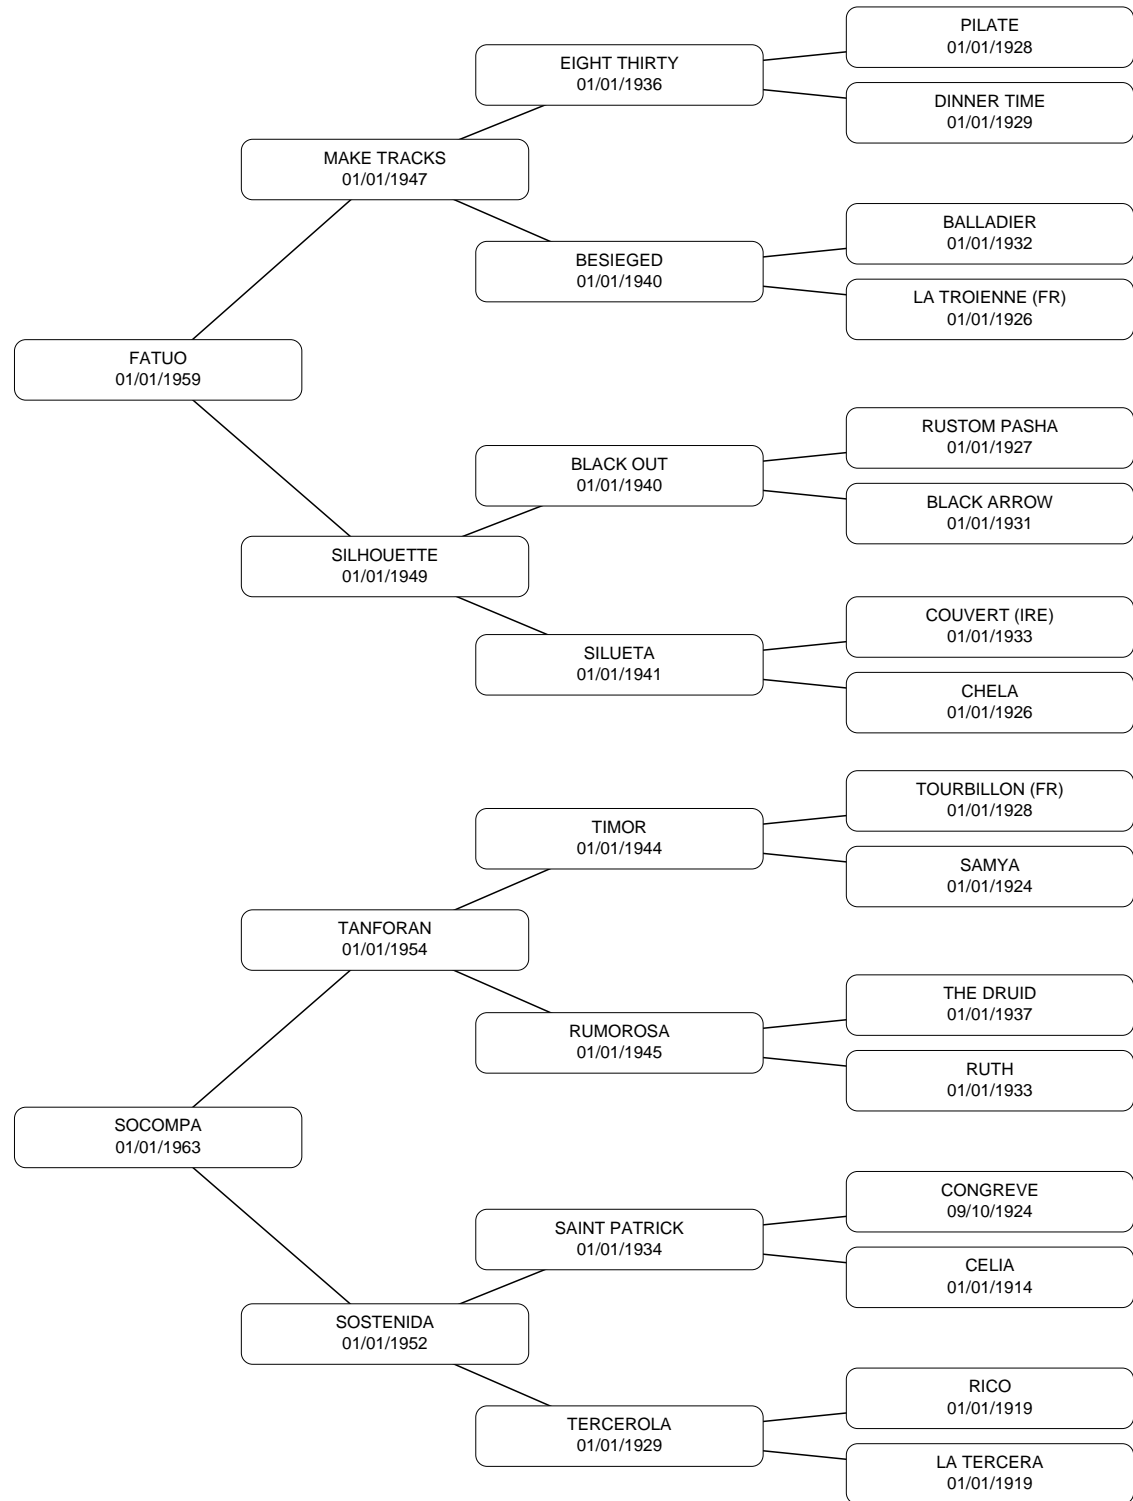 PILATE
01/01/1928
EIGHT THIRTY
01/01/1936
DINNER TIME
01/01/1929
MAKE TRACKS
01/01/1947
BALLADIER
01/01/1932
BESIEGED
01/01/1940
LA TROIENNE (FR)
01/01/1926
FATUO
01/01/1959
RUSTOM PASHA
01/01/1927
BLACK OUT
01/01/1940
BLACK ARROW
01/01/1931
SILHOUETTE
01/01/1949
COUVERT (IRE)
01/01/1933
SILUETA
01/01/1941
CHELA
01/01/1926
TOURBILLON (FR)
01/01/1928
TIMOR
01/01/1944
SAMYA
01/01/1924
TANFORAN
01/01/1954
THE DRUID
01/01/1937
RUMOROSA
01/01/1945
RUTH
01/01/1933
SOCOMPA
01/01/1963
CONGREVE
09/10/1924
SAINT PATRICK
01/01/1934
CELIA
01/01/1914
SOSTENIDA
01/01/1952
RICO
01/01/1919
TERCEROLA
01/01/1929
LA TERCERA
01/01/1919